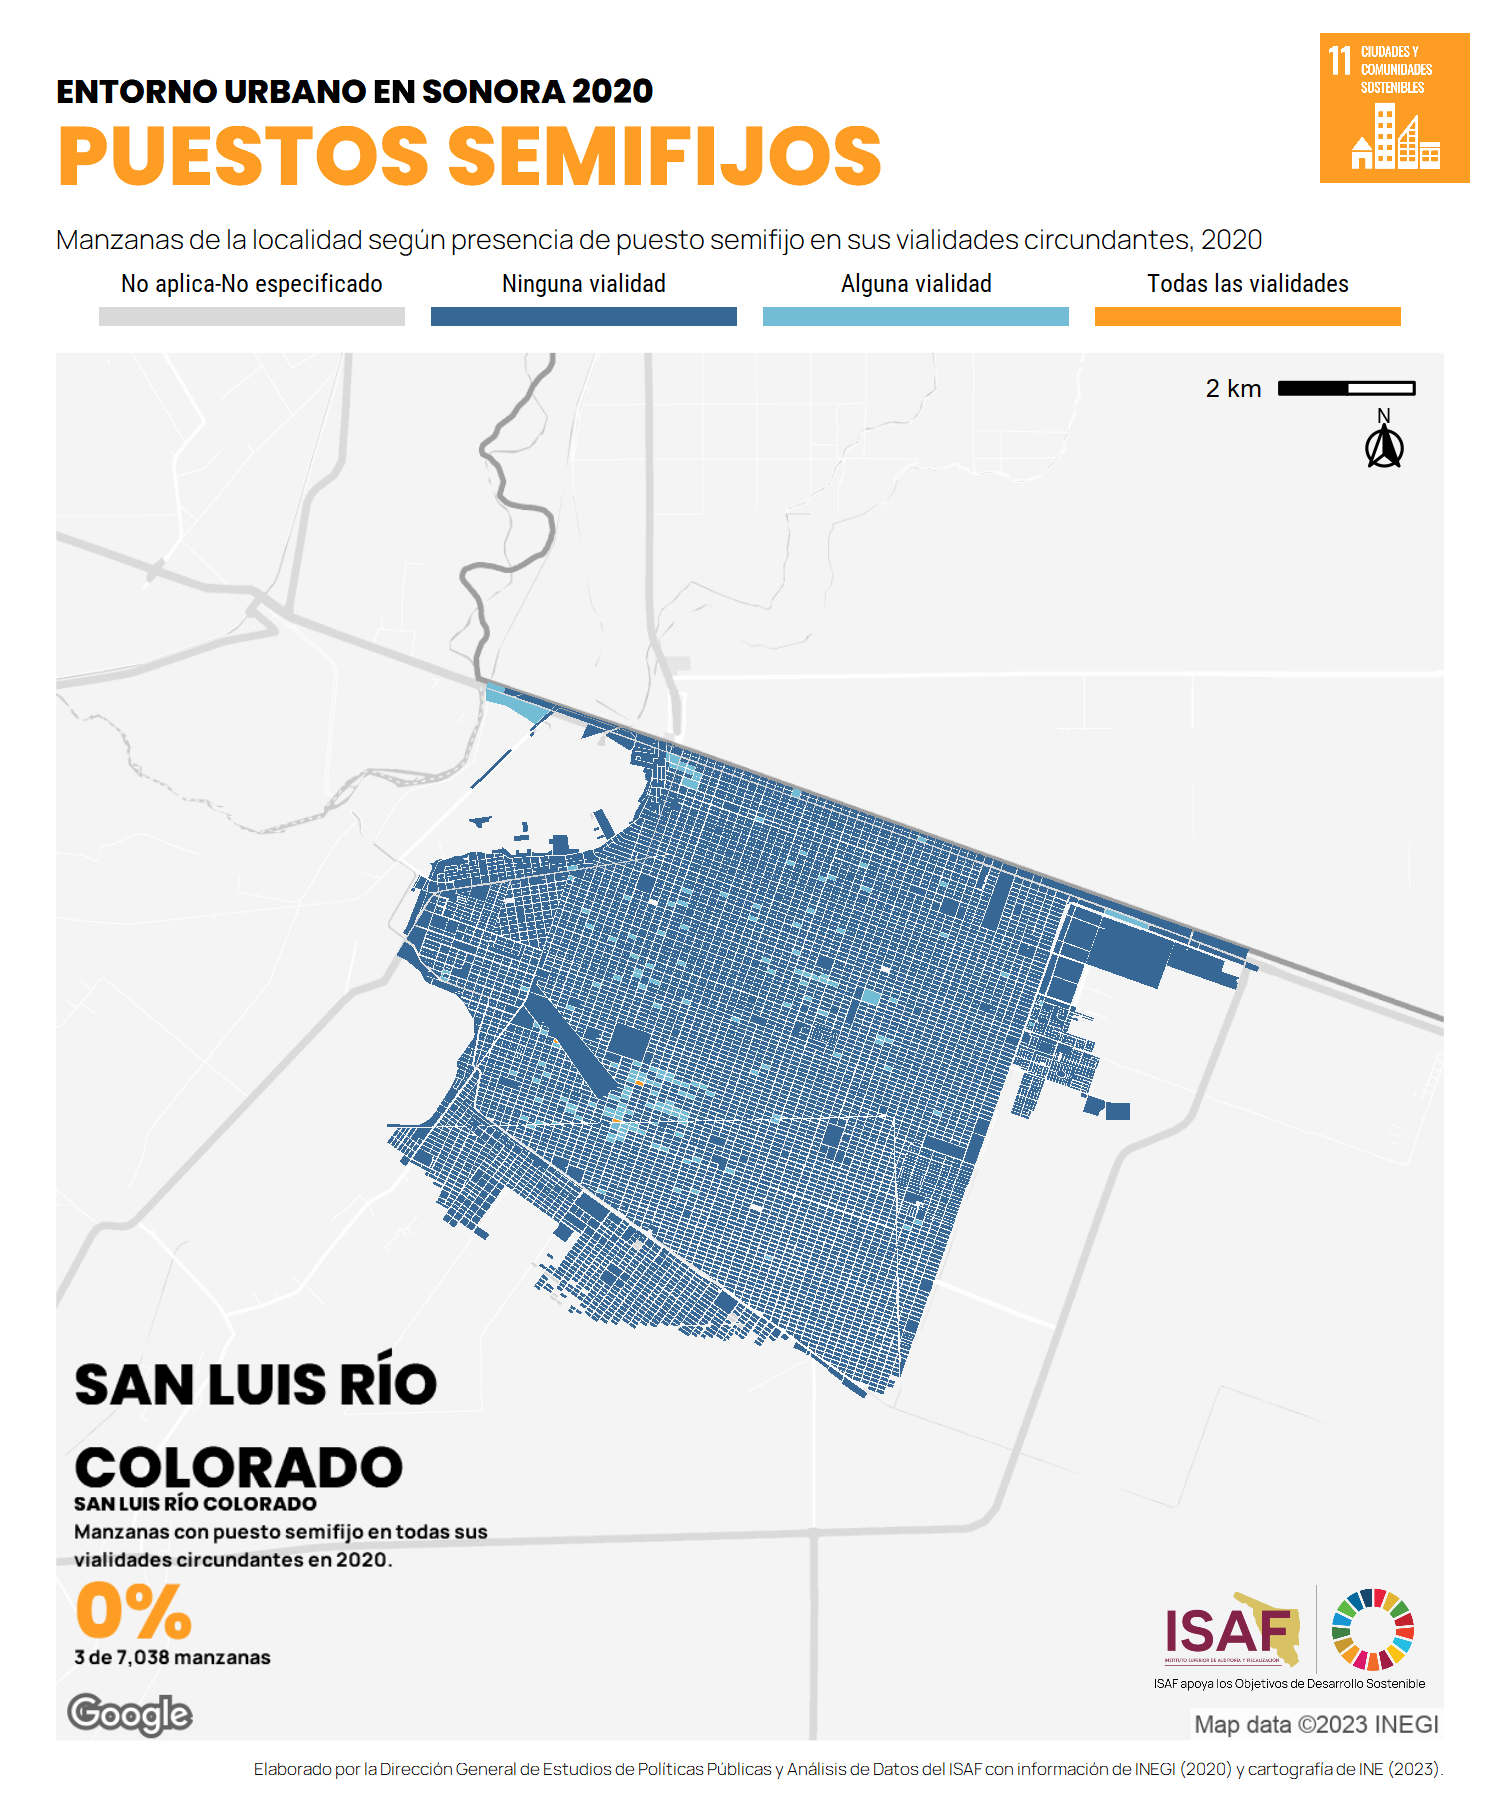 11 CIUDADES Y
COMUNIDADES
SOSTENIBLES
ENTORNO URBANO EN SONORA 2020
PUESTOS SEMIFIJOS
Manzanas de la localidad según presencia de puesto semifijo en sus vialidades circundantes, 2020
No aplica-No especificado Ninguna vialidad Alguna vialidad Todas las vialidades
2 km
N
SAN LUIS RÍO
COLORADO
SAN LUIS RÍO COLORADO
Manzanas con puesto semifijo en todas sus
vialidades circundantes en 2020.
0%
3 de 7,038 manzanas
ISAF
INSTITUTO SUPERIOR DE AUDITORÍA Y FISCALIZACIÓN
ISAF apoya los Objetivos de Desarrollo Sostenible
Google
Map data ©2023 INEGI
Elaborado por la Dirección General de Estudios de Políticas Públicas y Análisis de Datos del ISAF con información de INEGI (2020) y cartografía de INE (2023).